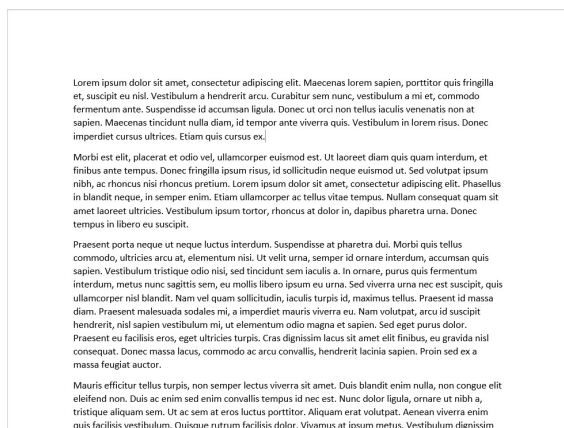 Lorem ipsum dolor sit amet, consectetur adipiscing elit. Maecenas lorem sapien, porttitor quis fringilla
et, suscipit eu nisl. Vestibulum a hendrerit arcu. Curabitur sem nunc, vestibulum a mi et, commodo
fermentum ante. Suspendisse id accumsan ligula. Donec ut orci non tellus iaculis venenatis non at
sapien. Maecenas tincidunt nulla diam, id tempor ante viverra quis. Vestibulum in lorem risus. Donec
imperdiet cursus ultrices. Etiam quis cursus ex.
Morbi est elit, placerat et odio vel, ullamcorper euismod est. Ut laoreet diam quis quam interdum, et
finibus ante tempus. Donec fringilla ipsum risus, id sollicitudin neque euismod ut. Sed volutpat ipsum
nibh, ac rhoncus nisi rhoncus pretium. Lorem ipsum dolor sit amet, consectetur adipiscing elit. Phasellus
in blandit neque, in semper enim. Etiam ullamcorper ac tellus vitae tempus. Nullam consequat quam sit
amet laoreet ultricies. Vestibulum ipsum tortor, rhoncus at dolor in, dapibus pharetra urna. Donec
tempus in libero eu suscipit.
Praesent porta neque ut neque luctus interdum. Suspendisse at pharetra dui. Morbi quis tellus
commodo, ultricies arcu at, elementum nisi. Ut velit urna, semper id ornare interdum, accumsan quis
sapien. Vestibulum tristique odio nisi, sed tincidunt sem iaculis a. In ornare, purus quis fermentum
interdum, metus nunc sagittis sem, eu mollis libero ipsum eu urna. Sed viverra urna nec est suscipit, quis
ullamcorper nisl blandit. Nam vel quam sollicitudin, iaculis turpis id, maximus tellus. Praesent id massa
diam. Praesent malesuada sodales mi, a imperdiet mauris viverra eu. Nam volutpat, arcu id suscipit
hendrerit, nisl sapien vestibulum mi, ut elementum odio magna et sapien. Sed eget purus dolor.
Praesent eu facilisis eros, eget ultricies turpis. Cras dignissim lacus sit amet elit finibus, eu gravida nisl
consequat. Donec massa lacus, commodo ac arcu convallis, hendrerit lacinia sapien. Proin sed ex a
massa feugiat auctor.
Mauris efficitur tellus turpis, non semper lectus viverra sit amet. Duis blandit enim nulla, non congue elit
eleifend non. Duis ac enim sed enim convallis tempus id nec est. Nunc dolor ligula, ornare ut nibh a,
tristique aliquam sem. Ut ac sem at eros luctus porttitor. Aliquam erat volutpat. Aenean viverra enim
quis facilisis vestibulum. Quisque rutrum facilisis dolor. Vivamus at ipsum metus. Vestibulum dignissim